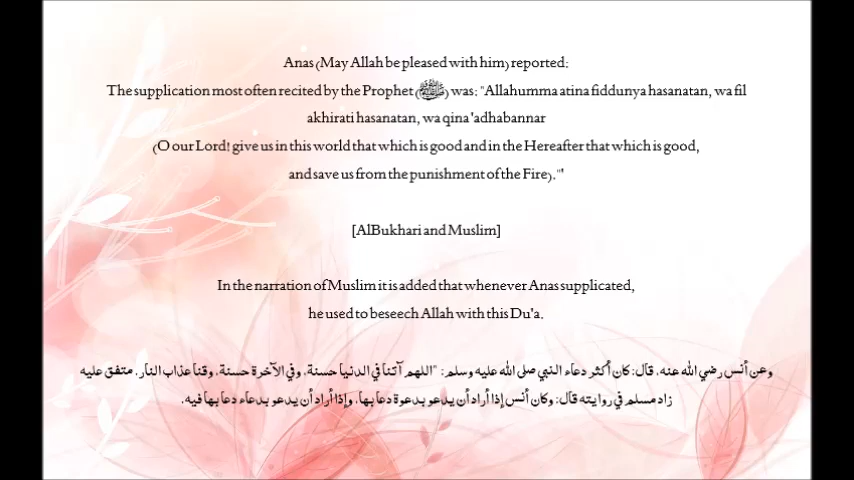 Anas (May Allah be pleased with him) reported:
The supplication most often recited by the Prophet (ﷺ) was: "Allahumma atina fiddunya hasanatan, wa fil
akhirati hasanatan, wa qina 'adhabannar
(O our Lord! give us in this world that which is good and in the Hereafter that which is good,
and save us from the punishment of the Fire)."'
[AlBukhari and Muslim]
In the narration of Muslim it is added that whenever Anas supplicated,
he used to beseech Allah with this Du'a.
وعن أنس رضي الله عنه، قال: كان أكثر دعاء النبي صلى الله عليه وسلم: "اللهم آتنا في الدنيا حسنة، وفي الآخرة حسنة، وقنا عذاب النار. متفق عليه
زاد مسلم في روايته قال: وكان أنس إذا أراد أن يدعو بدعوة دعا بها، وإذا أراد أن يدعو بدعاء دعا بها فيه.